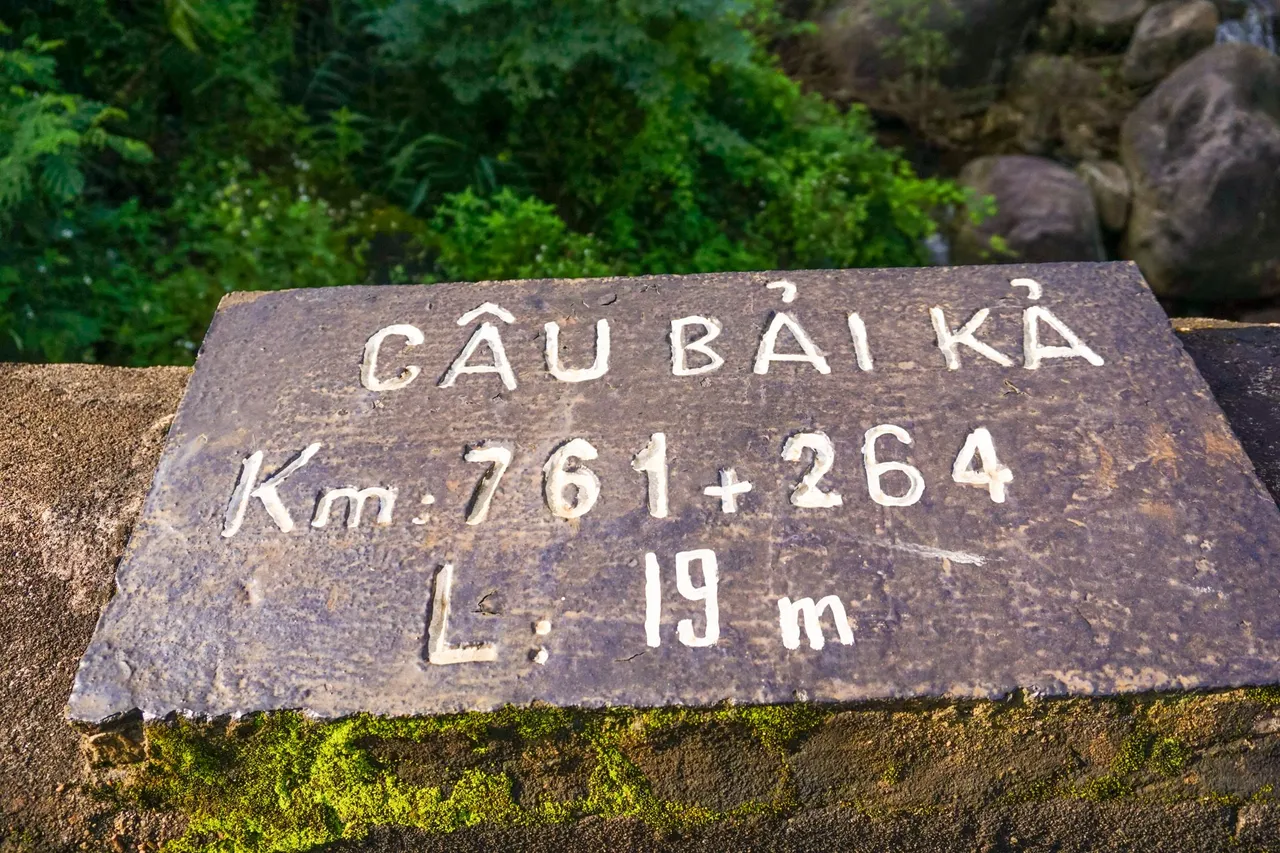 CÂU BẢI KẢ
Km: 761+264
L: 19 m